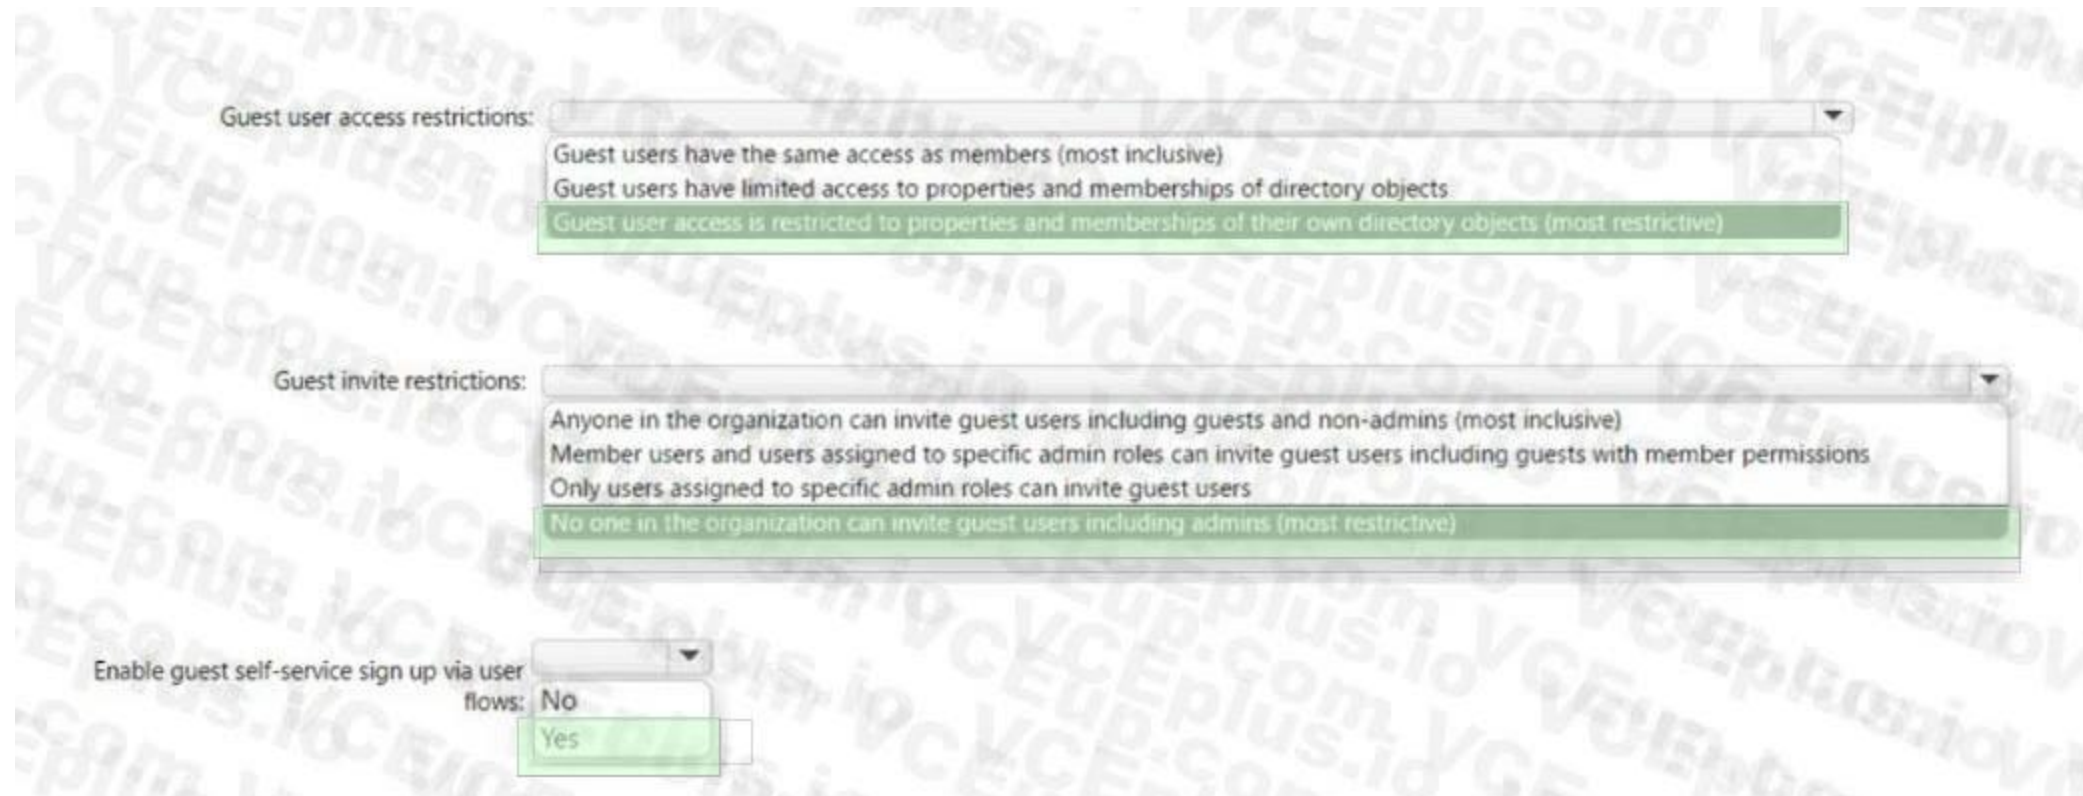 Guest user access restrictions:
Guest users have the same access as members (most inclusive)
Guest users have limited access to properties and memberships of directory objects
Guest user access is restricted to properties and memberships of their own directory objects (most restrictive)
Guest invite restrictions:
Anyone in the organization can invite guest users including guests and non-admins (most inclusive)
Member users and users assigned to specific admin roles can invite guest users including guests with member permissions
Only users assigned to specific admin roles can invite guest users
No one in the organization can invite guest users including admins (most restrictive)
Enable guest self-service sign up via user
flows:
No
Yes